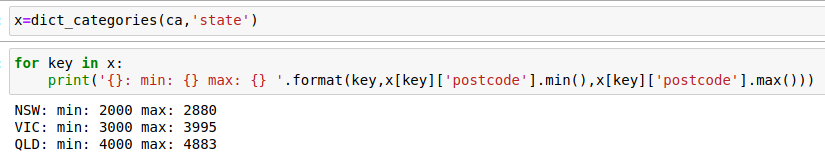 x=dict_categories(ca,'state')
for key in x:
    print('{}: min: {} max: {} '.format(key,x[key]['postcode'].min(),x[key]['postcode'].max()))
NSW: min: 2000 max: 2880
VIC: min: 3000 max: 3995
QLD: min: 4000 max: 4883